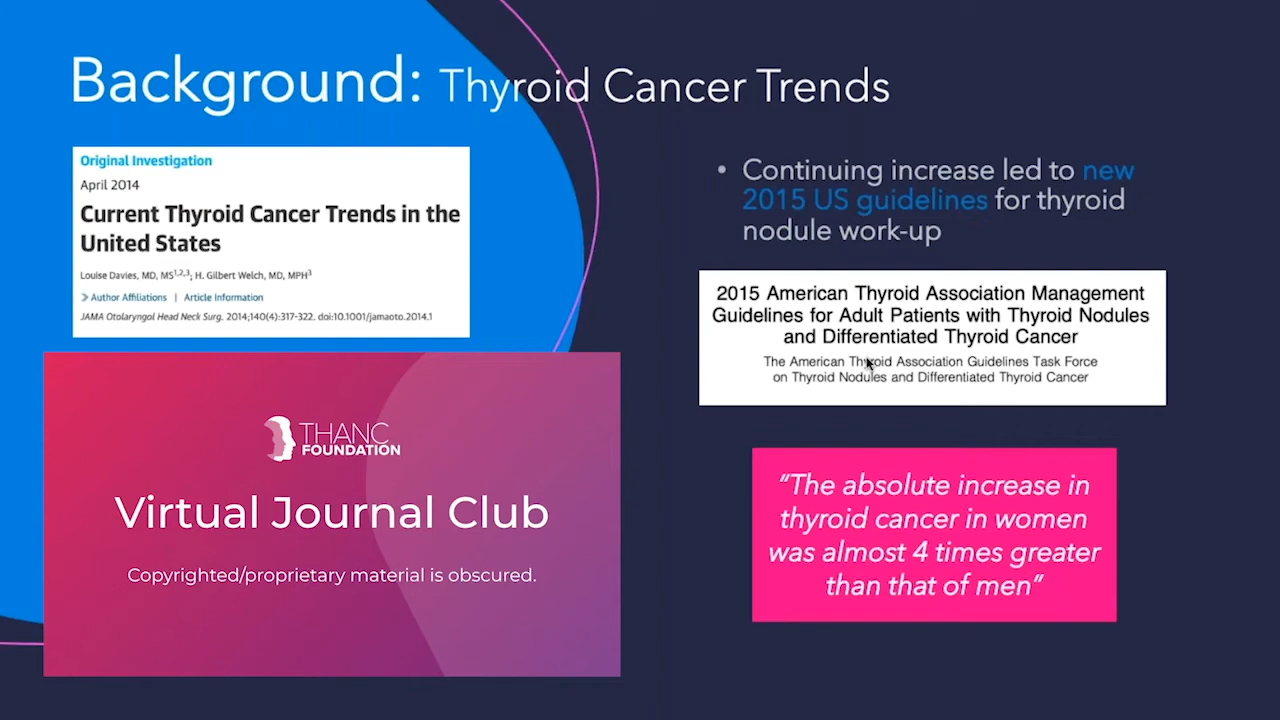 Background: Thyroid Cancer Trends
Original Investigation
April 2014
Current Thyroid Cancer Trends in the
United States
Louise Davies, MD, MS1,2,3; H. Gilbert Welch, MD, MPH3
» Author Affiliations | Article Information
JAMA Otolaryngol Head Neck Surg. 2014;140(4):317-322. doi:10.1001/jamaoto.2014.1
THANC
FOUNDATION
Virtual Journal Club
Copyrighted/proprietary material is obscured.
• Continuing increase led to new
2015 US guidelines for thyroid
nodule work-up
2015 American Thyroid Association Management
Guidelines for Adult Patients with Thyroid Nodules
and Differentiated Thyroid Cancer
The American Thyroid Association Guidelines Task Force
on Thyroid Nodules and Differentiated Thyroid Cancer
“The absolute increase in
thyroid cancer in women
was almost 4 times greater
than that of men”